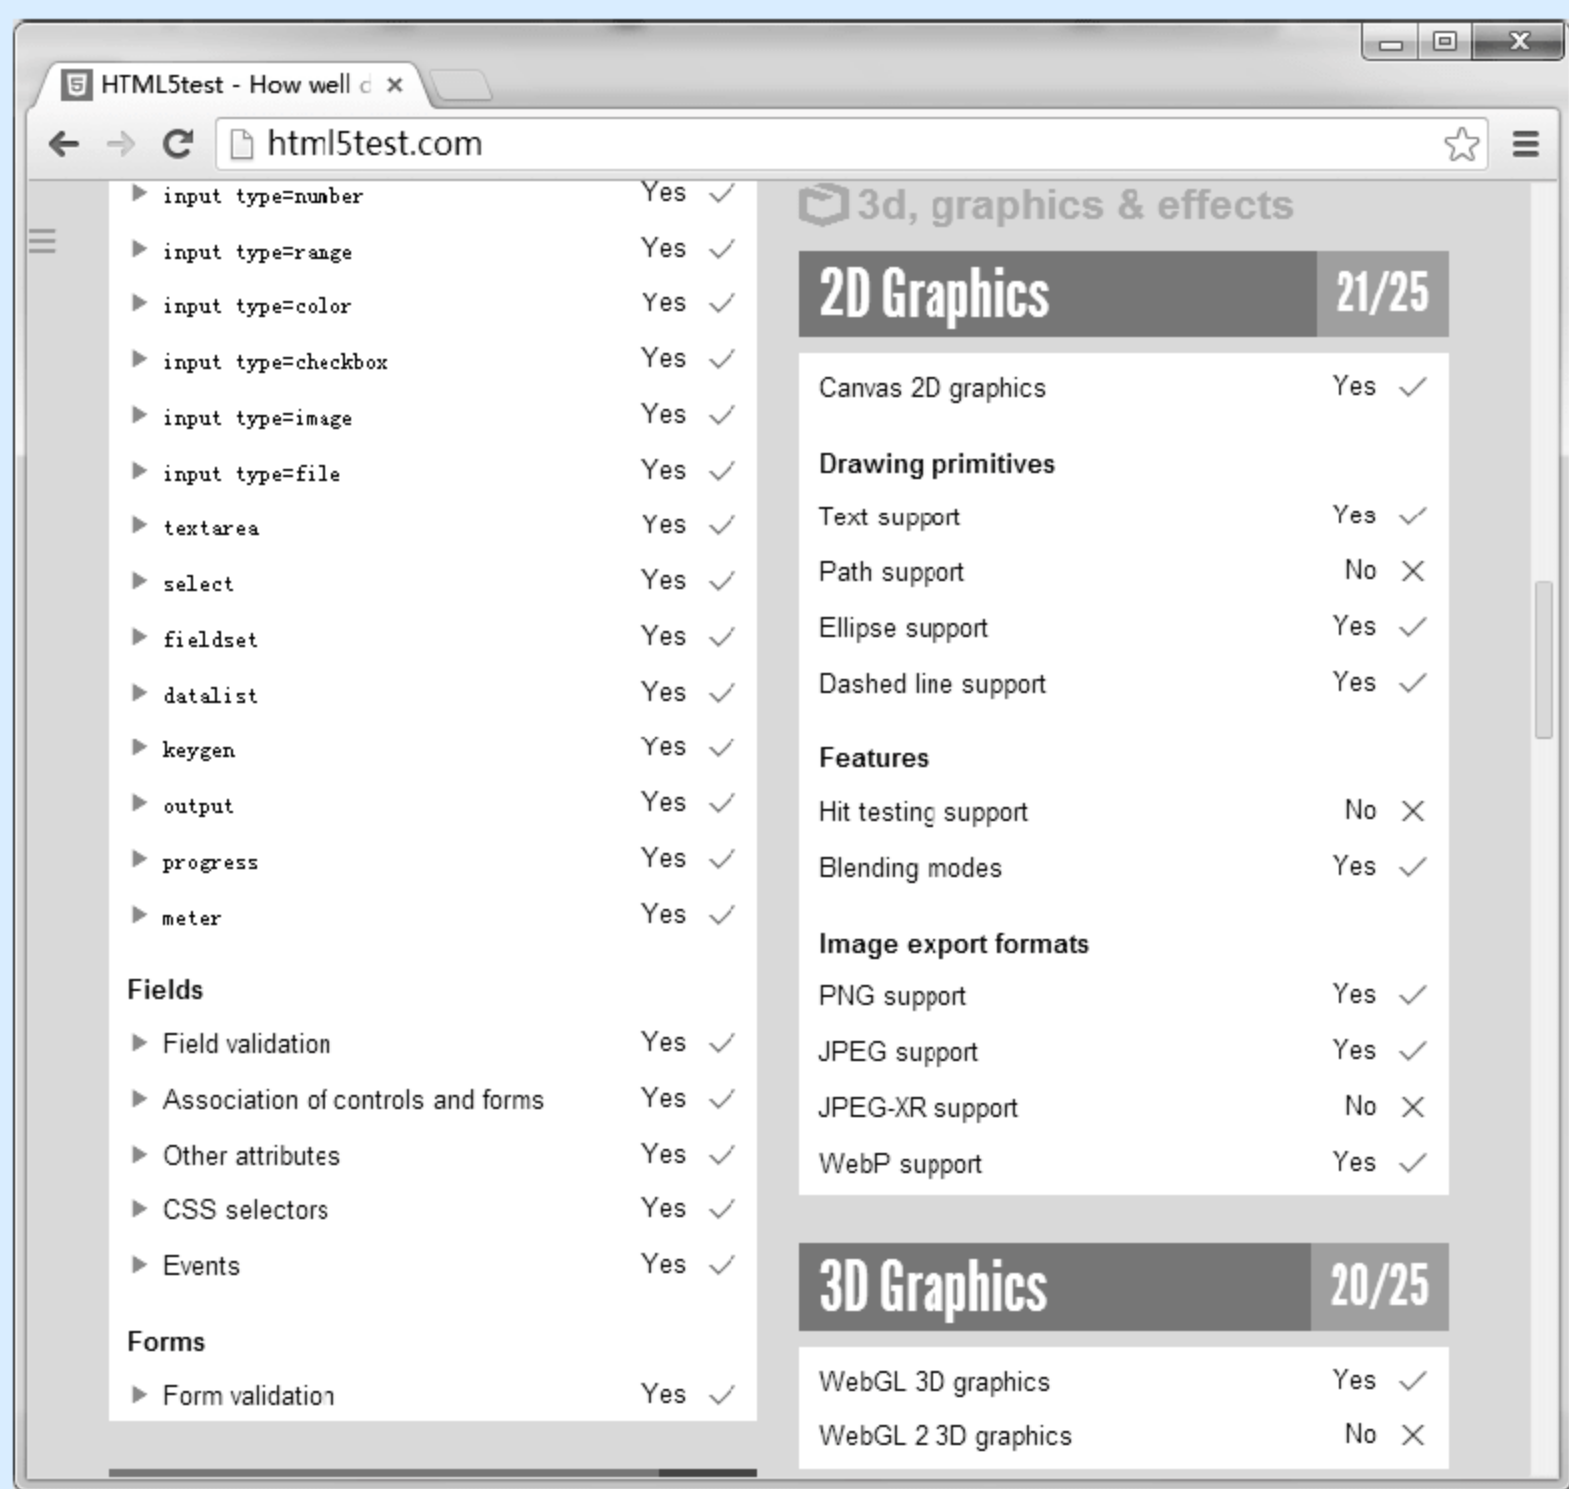 HTML5test - How well d
html5test.com
input type=number Yes
input type=range Yes
input type=color Yes
input type=checkbox Yes
input type=image Yes
input type=file Yes
textarea Yes
select Yes
fieldset Yes
datalist Yes
keygen Yes
output Yes
progress Yes
meter Yes
Fields
Field validation Yes
Association of controls and forms Yes
Other attributes Yes
CSS selectors Yes
Events Yes
Forms
Form validation Yes
3d, graphics & effects
2D Graphics 21/25
Canvas 2D graphics Yes
Drawing primitives
Text support Yes
Path support No
Ellipse support Yes
Dashed line support Yes
Features
Hit testing support No
Blending modes Yes
Image export formats
PNG support Yes
JPEG support Yes
JPEG-XR support No
WebP support Yes
3D Graphics 20/25
WebGL 3D graphics Yes
WebGL 2 3D graphics No